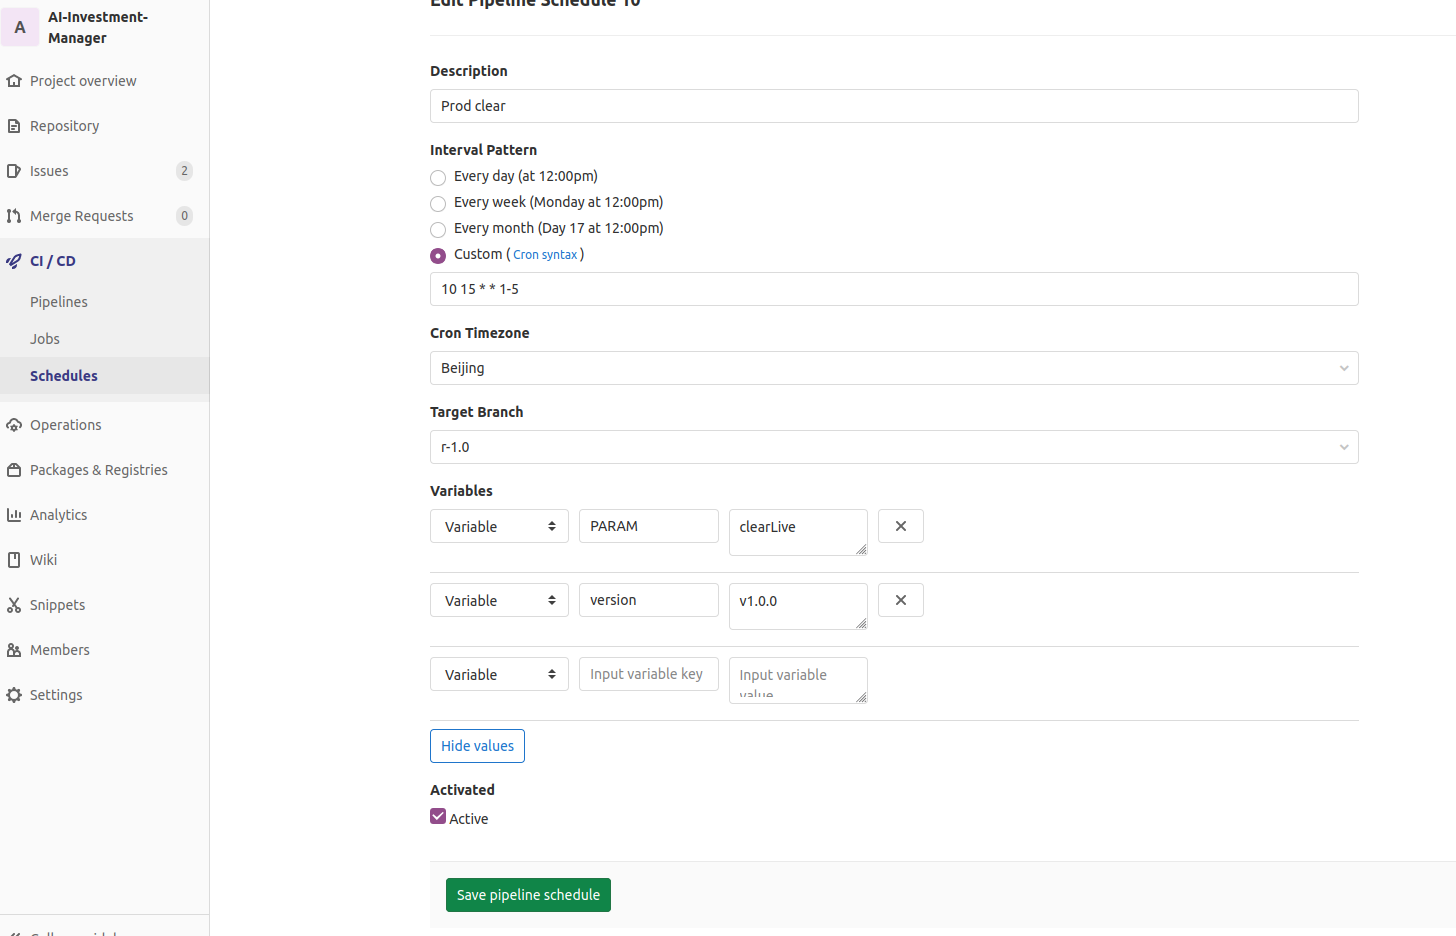 A
AI-Investment-
Manager
Project overview
Repository
Issues 2
Merge Requests 0
CI / CD
Pipelines
Jobs
Schedules
Operations
Packages & Registries
Analytics
Wiki
Snippets
Members
Settings
Edit Pipeline Schedule 10
Description
Prod clear
Interval Pattern
Every day (at 12:00pm)
Every week (Monday at 12:00pm)
Every month (Day 17 at 12:00pm)
Custom ( Cron syntax )
10 15 * * 1-5
Cron Timezone
Beijing
Target Branch
r-1.0
Variables
Variable PARAM clearLive
Variable version v1.0.0
Variable Input variable key Input variable
value
Hide values
Activated
Active
Save pipeline schedule